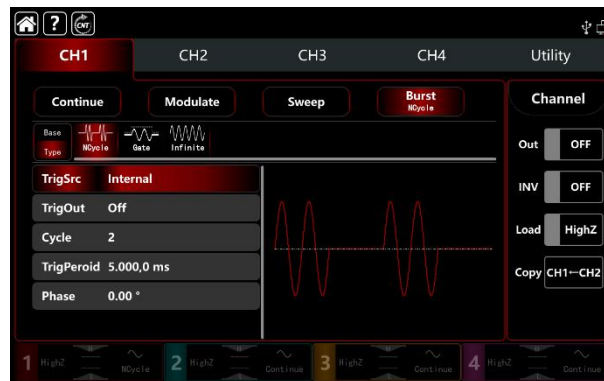 ? CNT
CH1 CH2 CH3 CH4 Utility
Continue Modulate Sweep Burst
NCycle
Channel
Base
Type
NCycle Gate Infinite
Out OFF
TrigSrc Internal
INV OFF
TrigOut Off
Load HighZ
Cycle 2
TrigPeroid 5.000,0 ms
Copy CH1←CH2
Phase 0.00 °
1 HighZ NCycle 2 HighZ Continue 3 HighZ Continue 4 HighZ Continue